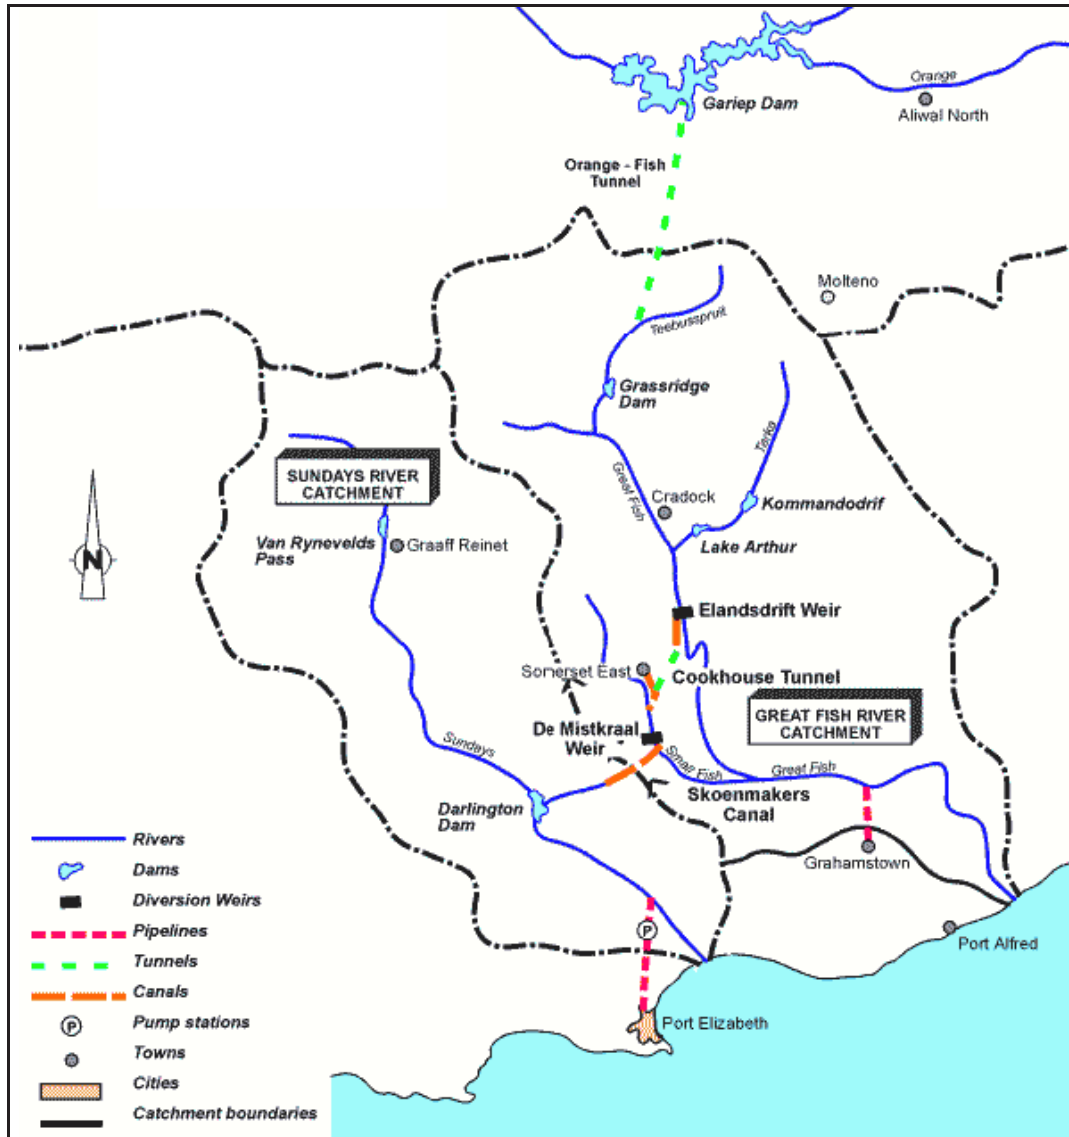 Orange
Gariep Dam
Aliwal North
Orange - Fish
Tunnel
Molteno
Teebusspruit
Grassridge
Dam
Tarka
SUNDAYS RIVER
CATCHMENT
Great Fish
Cradock
Kommandodrif
Van Rynevelds
Pass
Graaff Reinet
Lake Arthur
N
Elandsdrift Weir
Somerset East
Cookhouse Tunnel
GREAT FISH RIVER
CATCHMENT
De Mistkraal
Weir
Sundays
Small Fish
Great Fish
Skoenmakers
Canal
Darlington
Dam
Grahamstown
Rivers
Dams
Diversion Weirs
Pipelines
P
Port Alfred
Tunnels
Canals
Port Elizabeth
P
Pump stations
Towns
Cities
Catchment boundaries